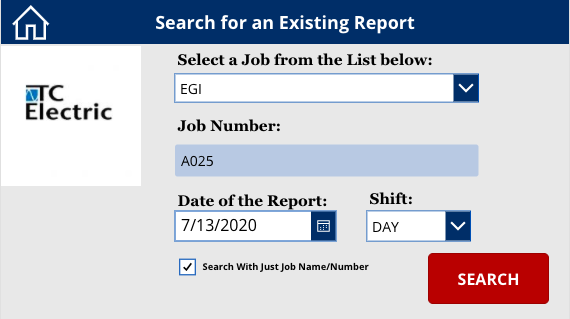 Search for an Existing Report
TC
Electric
Select a Job from the List below:
EGI
Job Number:
A025
Date of the Report:
Shift:
7/13/2020
DAY
Search With Just Job Name/Number
SEARCH